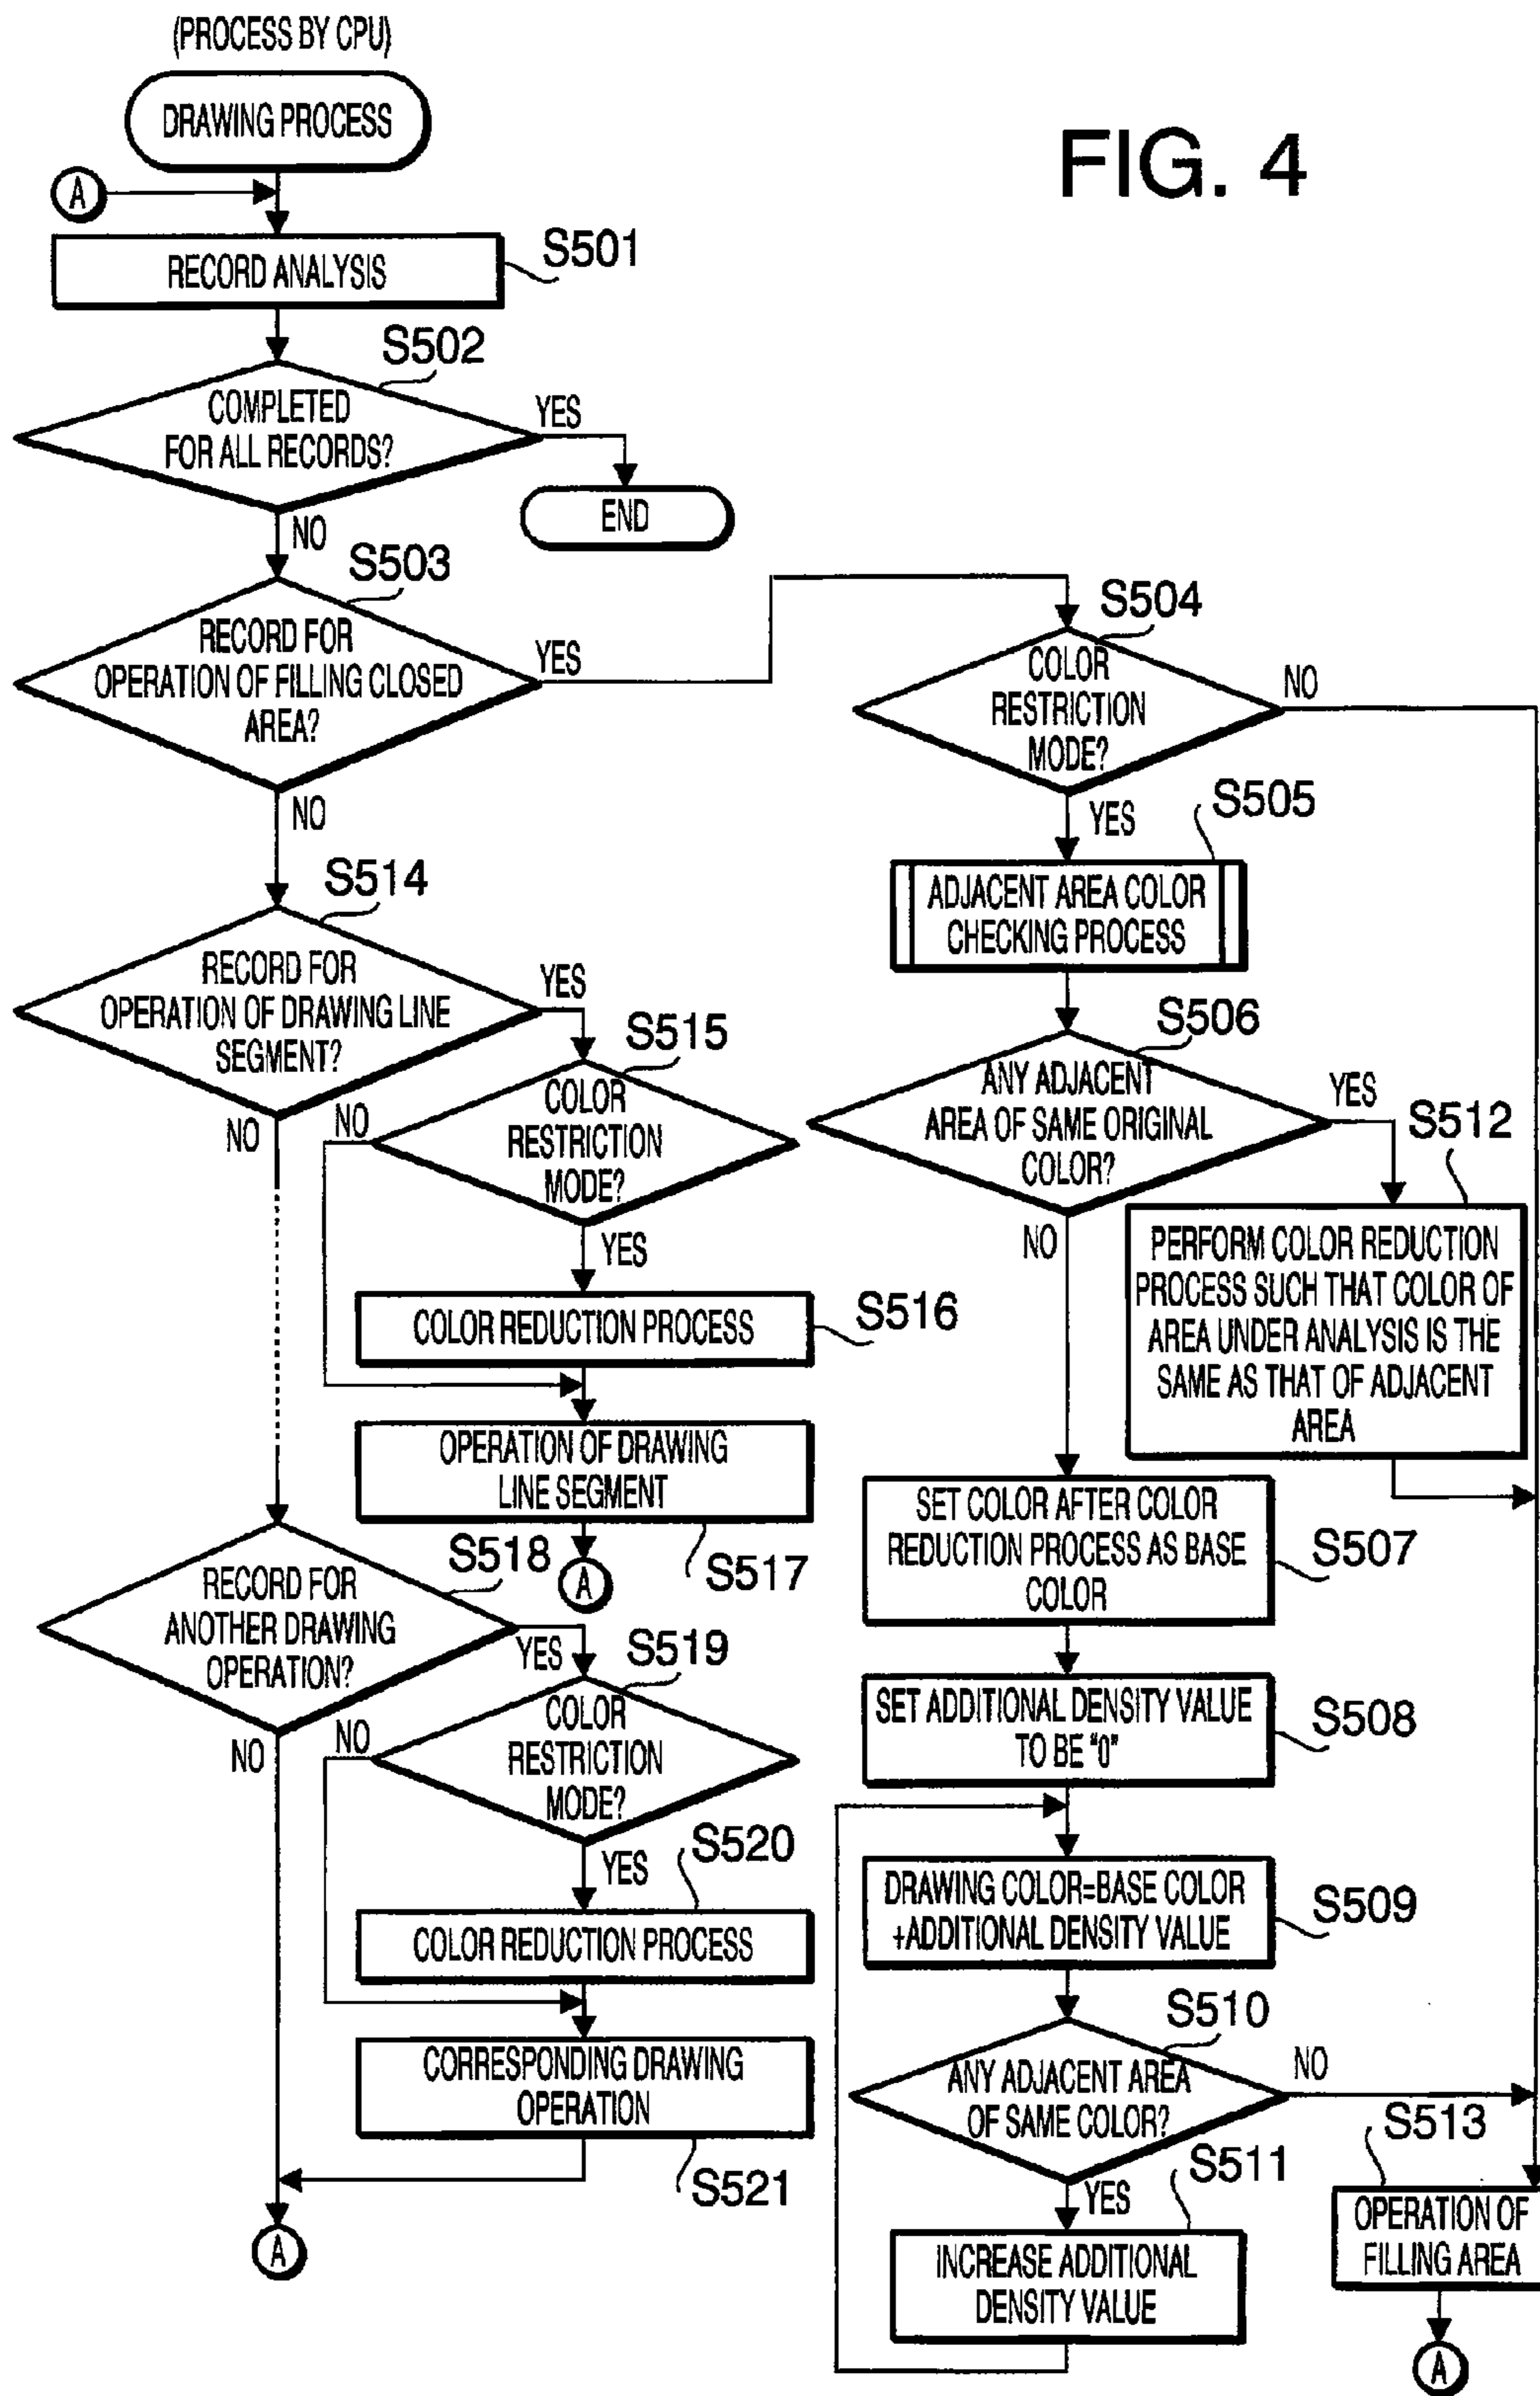 (PROCESS BY CPU)
DRAWING PROCESS
FIG. 4
A
RECORD ANALYSIS
S501
S502
COMPLETED
FOR ALL RECORDS?
YES
END
NO
S503
RECORD FOR
OPERATION OF FILLING CLOSED
AREA?
YES
NO
S504
COLOR
RESTRICTION
MODE?
NO
YES
S505
ADJACENT AREA COLOR
CHECKING PROCESS
S506
ANY ADJACENT
AREA OF SAME ORIGINAL
COLOR?
YES
NO
S512
PERFORM COLOR REDUCTION
PROCESS SUCH THAT COLOR OF
AREA UNDER ANALYSIS IS THE
SAME AS THAT OF ADJACENT
AREA
SET COLOR AFTER COLOR
REDUCTION PROCESS AS BASE
COLOR
S507
SET ADDITIONAL DENSITY VALUE
TO BE "0"
S508
DRAWING COLOR=BASE COLOR
+ADDITIONAL DENSITY VALUE
S509
S510
ANY ADJACENT AREA
OF SAME COLOR?
NO
YES
S511
INCREASE ADDITIONAL
DENSITY VALUE
S513
OPERATION OF
FILLING AREA
A
S514
RECORD FOR
OPERATION OF DRAWING LINE
SEGMENT?
YES
NO
S515
COLOR
RESTRICTION
MODE?
NO
YES
COLOR REDUCTION PROCESS
S516
OPERATION OF DRAWING
LINE SEGMENT
S517
A
S518
RECORD FOR
ANOTHER DRAWING
OPERATION?
YES
NO
S519
COLOR
RESTRICTION
MODE?
NO
YES
S520
COLOR REDUCTION PROCESS
CORRESPONDING DRAWING
OPERATION
S521
A